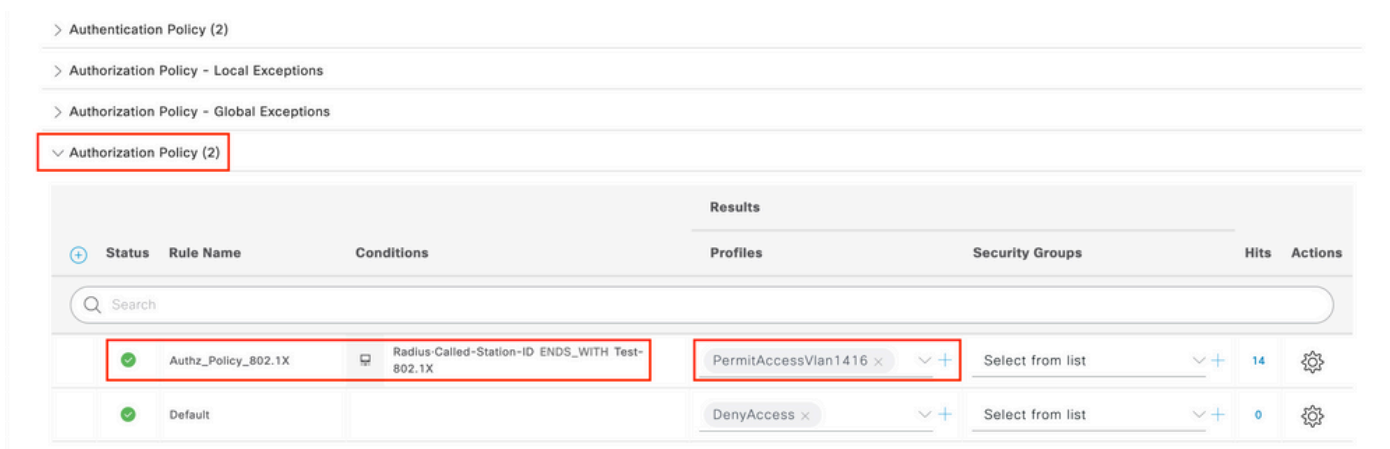 Authentication Policy (2)
Authorization Policy - Local Exceptions
Authorization Policy - Global Exceptions
Authorization Policy (2)
Results
Status Rule Name Conditions Profiles Security Groups Hits Actions
Search
Authz_Policy_802.1X Radius·Called-Station-ID ENDS_WITH Test-
802.1X PermitAccessVlan1416 × Select from list 14
Default DenyAccess × Select from list 0